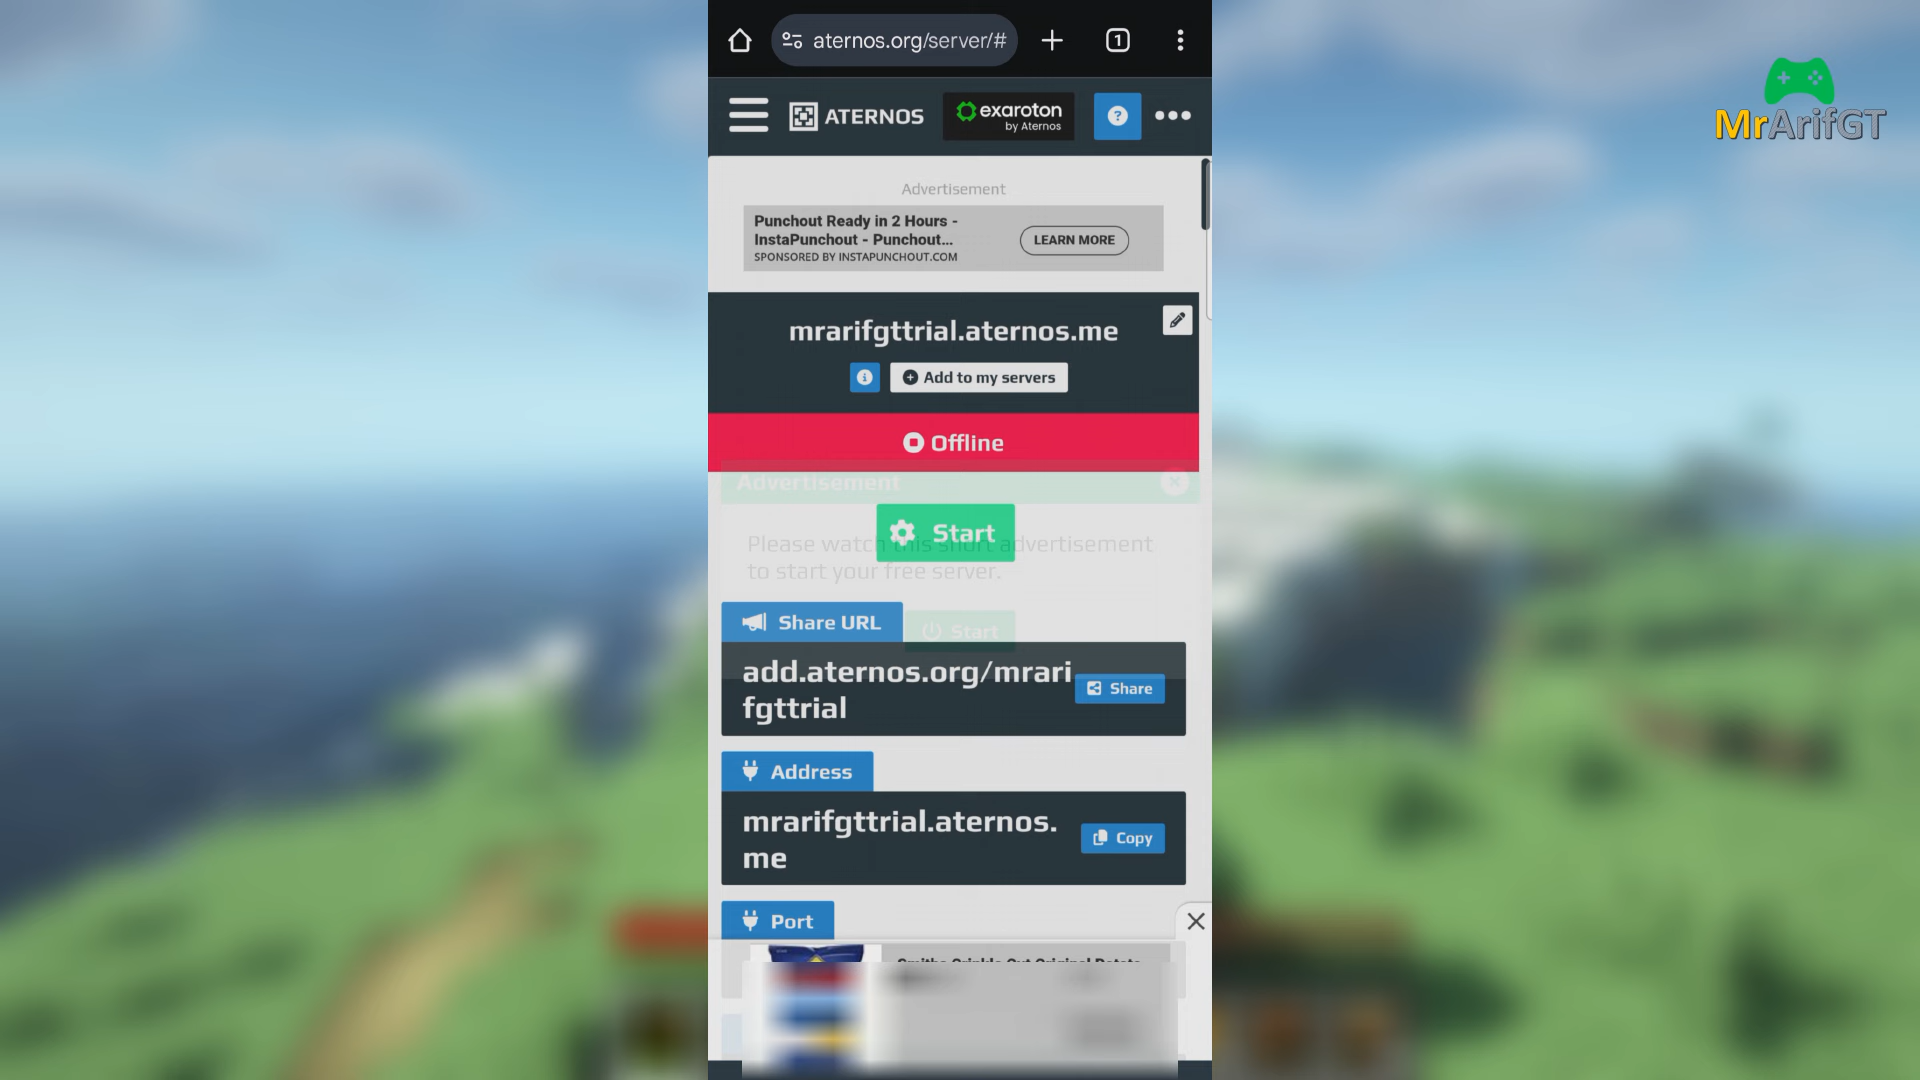 aternos.org/server/#
1
ATERNOS
exaroton
by Aternos
?
MrArifGT
Advertisement
Punchout Ready in 2 Hours -
InstaPunchout - Punchout...
SPONSORED BY INSTAPUNCHOUT.COM
LEARN MORE
mrarifgttrial.aternos.me
Add to my servers
Offline
Advertisement
Start
Please watch this short advertisement
to start your free server.
Share URL
Start
add.aternos.org/mrari
fgttrial
Share
Address
mrarifgttrial.aternos.
me
Copy
Port